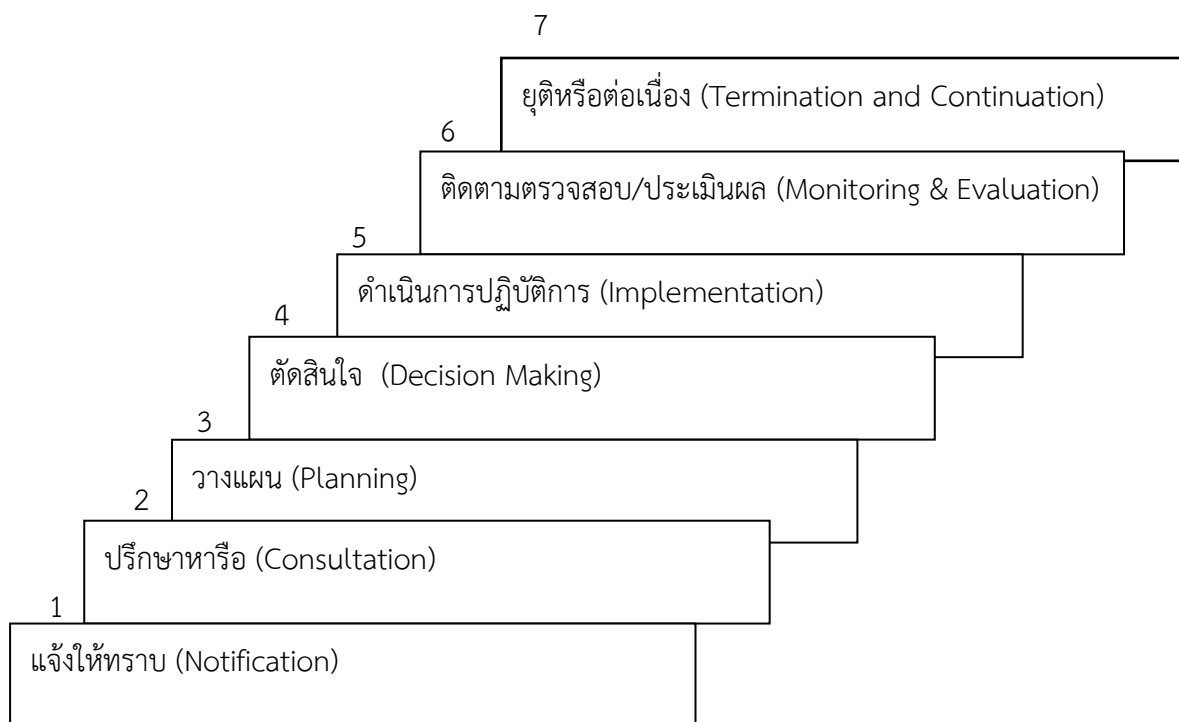 7
ยุติหรือต่อเนื่อง (Termination and Continuation)
6
ติดตามตรวจสอบ/ประเมินผล (Monitoring & Evaluation)
5
ดำเนินการปฏิบัติการ (Implementation)
4
ตัดสินใจ (Decision Making)
3
วางแผน (Planning)
2
ปรึกษาหารือ (Consultation)
1
แจ้งให้ทราบ (Notification)